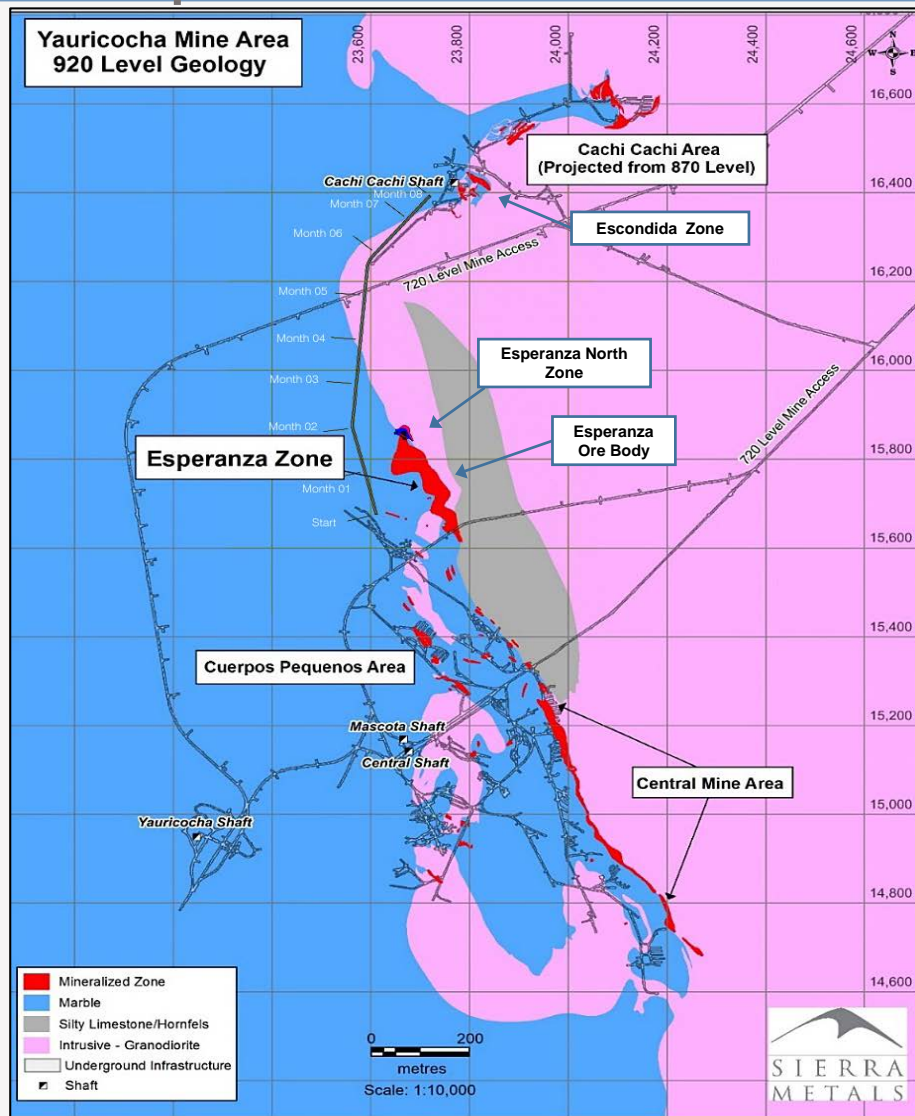 Yauricocha Mine Area
920 Level Geology
23,600
23,800
24,000
24,200
24,400
24,600
N
W
E
S
16,600
Cachi Cachi Area
(Projected from 870 Level)
Cachi Cachi Shaft
Month 08
Month 07
16,400
Escondida Zone
Month 06
720 Level Mine Access
16,200
Month 05
Month 04
Esperanza North
Zone
16,000
Month 03
720 Level Mine Access
Month 02
Esperanza
Ore Body
15,800
Esperanza Zone
Month 01
Start
15,600
15,400
Cuerpos Pequenos Area
15,200
Mascota Shaft
Central Shaft
Central Mine Area
15,000
Yauricocha Shaft
14,800
14,600
Mineralized Zone
Marble
Silty Limestone/Hornfels
Intrusive - Granodiorite
Underground Infrastructure
Shaft
0 200
metres
Scale: 1:10,000
SIERRA
METALS